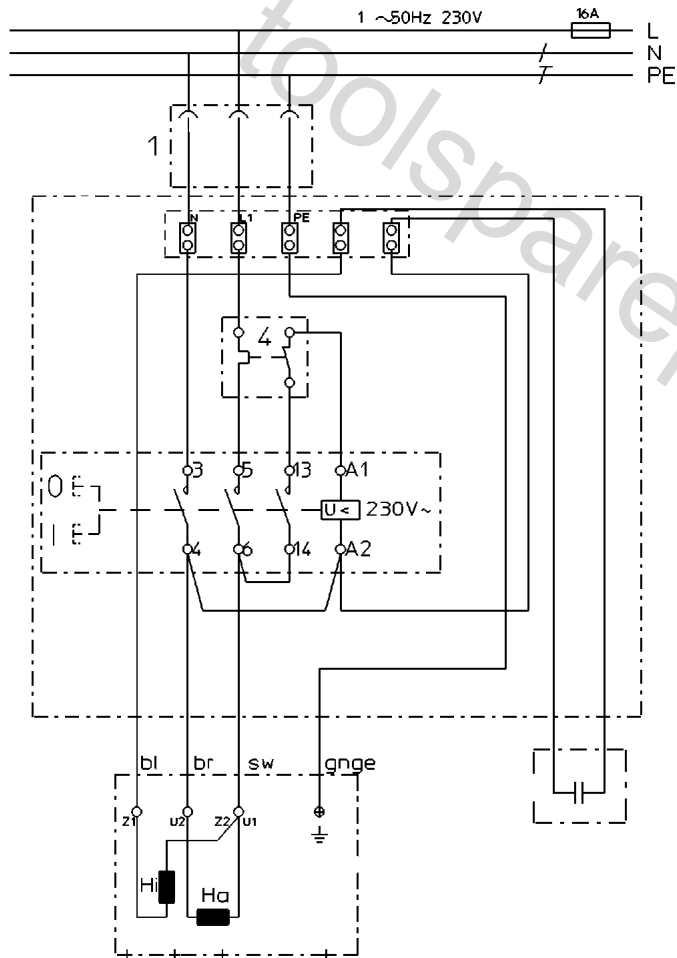 1 ~50Hz 230V
16A
L
N
PE
1
N
L1
PE
4
3
5
13
A1
0
I
U<
230V~
4
6
14
A2
bl
br
sw
gnge
Z1
U2
Z2
U1
Hi
Ha
toolspare